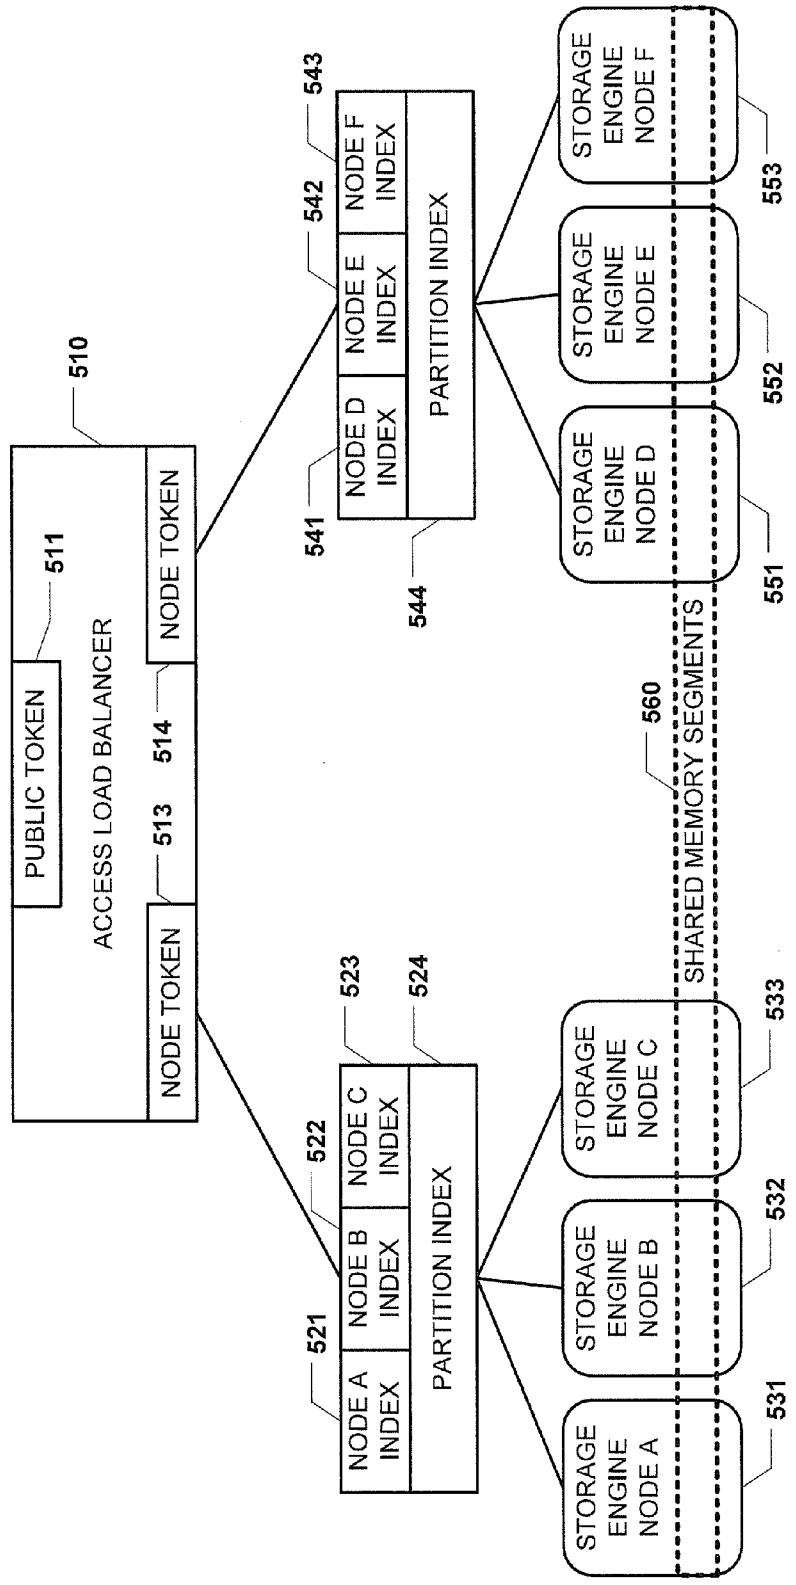 510
PUBLIC TOKEN
511
ACCESS LOAD BALANCER
NODE TOKEN
513
514
NODE TOKEN
521
522
523
NODE A
INDEX
NODE B
INDEX
NODE C
INDEX
PARTITION INDEX
524
541
542
543
NODE D
INDEX
NODE E
INDEX
NODE F
INDEX
PARTITION INDEX
544
STORAGE
ENGINE
NODE A
531
STORAGE
ENGINE
NODE B
532
STORAGE
ENGINE
NODE C
533
560
SHARED MEMORY SEGMENTS
STORAGE
ENGINE
NODE D
551
STORAGE
ENGINE
NODE E
552
STORAGE
ENGINE
NODE F
553